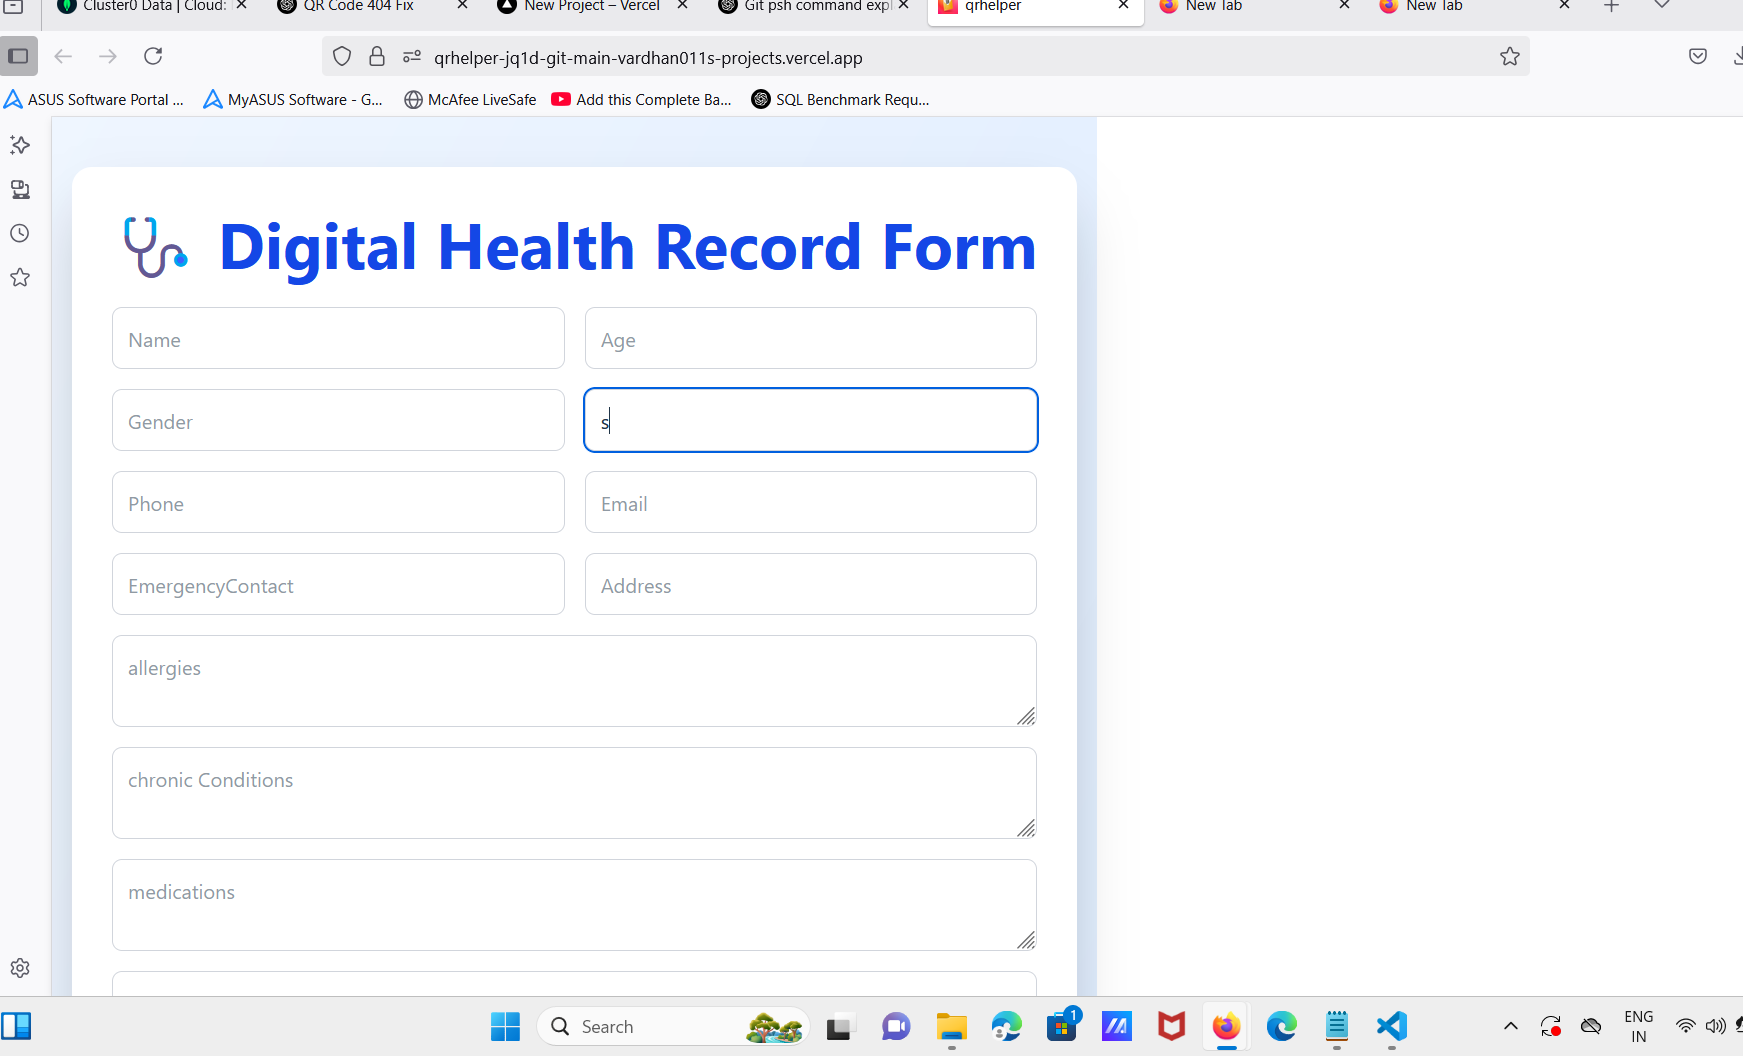 Cluster0 Data | Cloud:
QR Code 404 Fix
New Project – Vercel
Git psh command expl
qrhelper
New Tab
New Tab
qrhelper-jq1d-git-main-vardhan011s-projects.vercel.app
ASUS Software Portal ...
MyASUS Software - G...
McAfee LiveSafe
Add this Complete Ba...
SQL Benchmark Requ...
Digital Health Record Form
Name
Age
Gender
s
Phone
Email
EmergencyContact
Address
allergies
chronic Conditions
medications
Search
1
ENG
IN